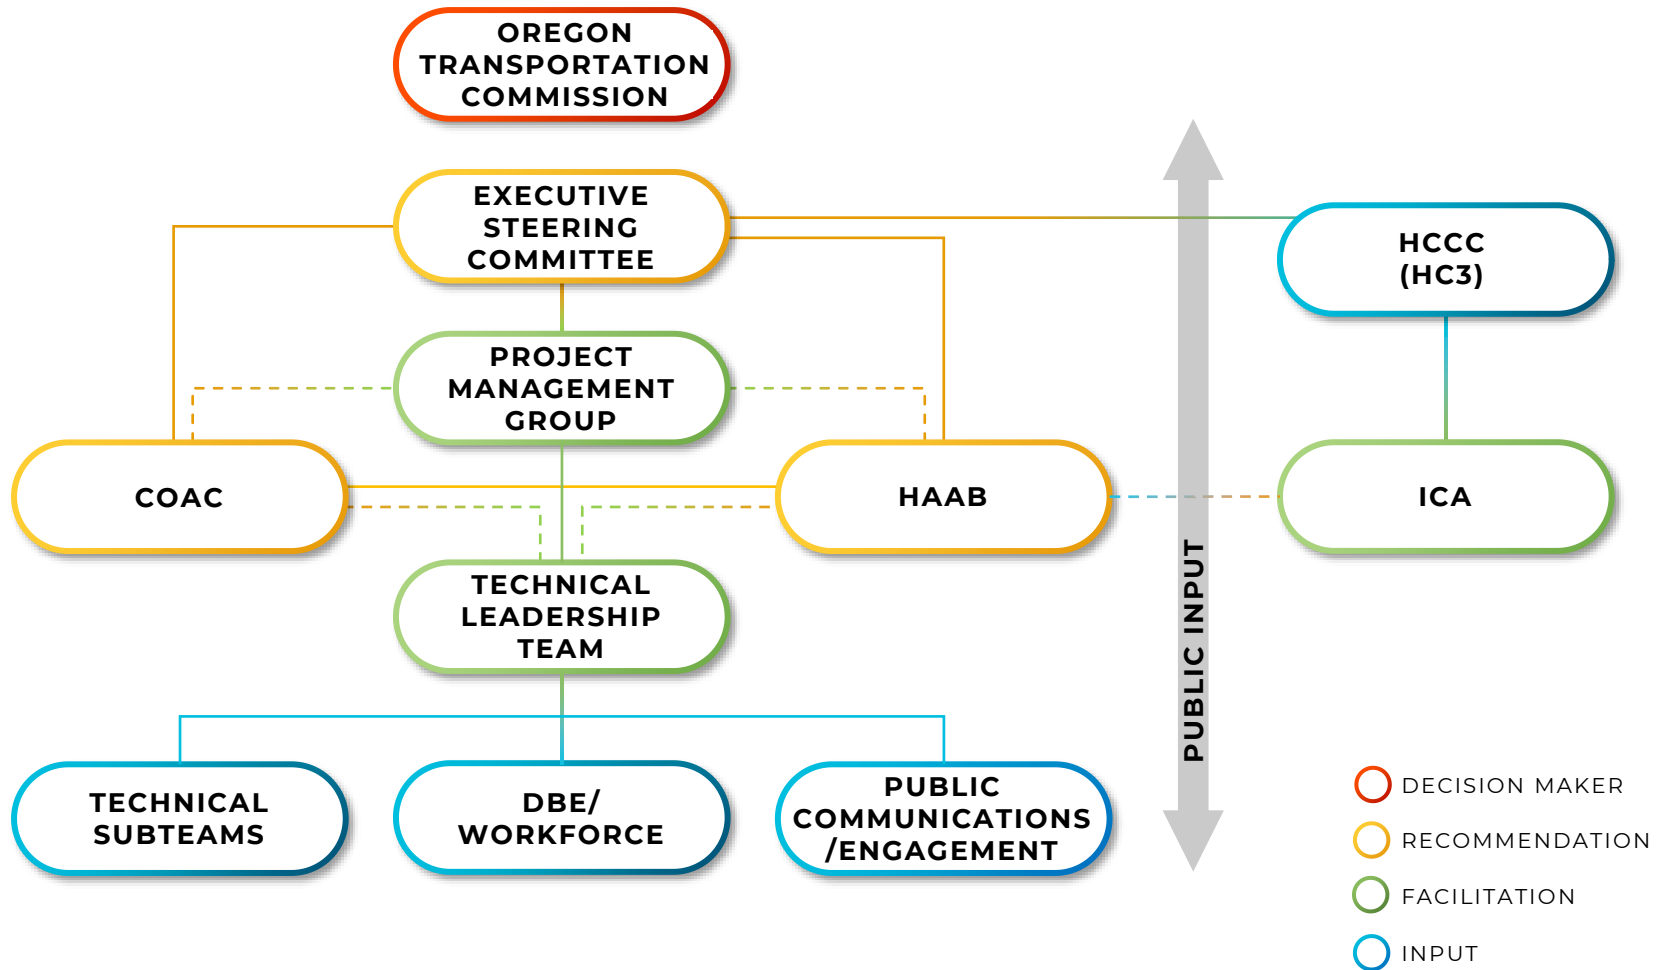 OREGON
TRANSPORTATION
COMMISSION
EXECUTIVE
STEERING
COMMITTEE
HCCC
(HC3)
PROJECT
MANAGEMENT
GROUP
COAC
HAAB
ICA
TECHNICAL
LEADERSHIP
TEAM
PUBLIC INPUT
TECHNICAL
SUBTEAMS
DBE/
WORKFORCE
PUBLIC
COMMUNICATIONS
/ENGAGEMENT
DECISION MAKER
RECOMMENDATION
FACILITATION
INPUT